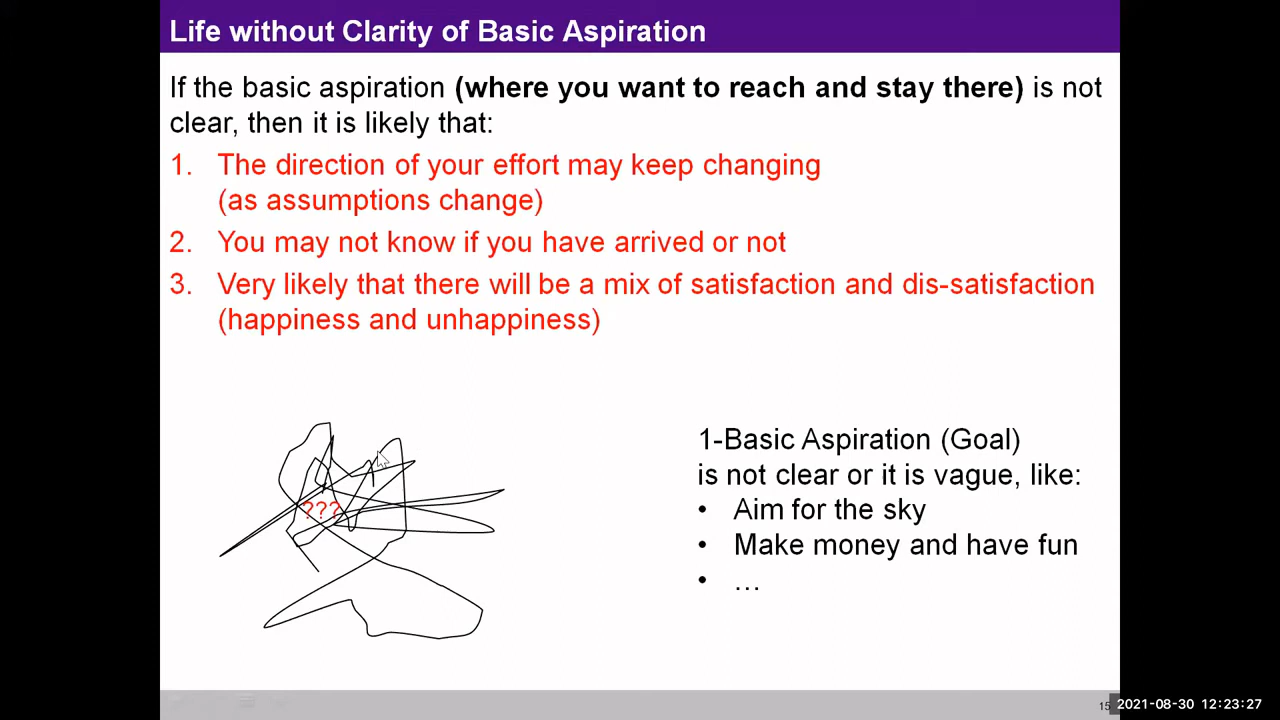 Life without Clarity of Basic Aspiration
If the basic aspiration (where you want to reach and stay there) is not
clear, then it is likely that:
1. The direction of your effort may keep changing
(as assumptions change)
2. You may not know if you have arrived or not
3. Very likely that there will be a mix of satisfaction and dis-satisfaction
(happiness and unhappiness)
???
1-Basic Aspiration (Goal)
is not clear or it is vague, like:
• Aim for the sky
• Make money and have fun
• …
15
2021-08-30 12:23:27